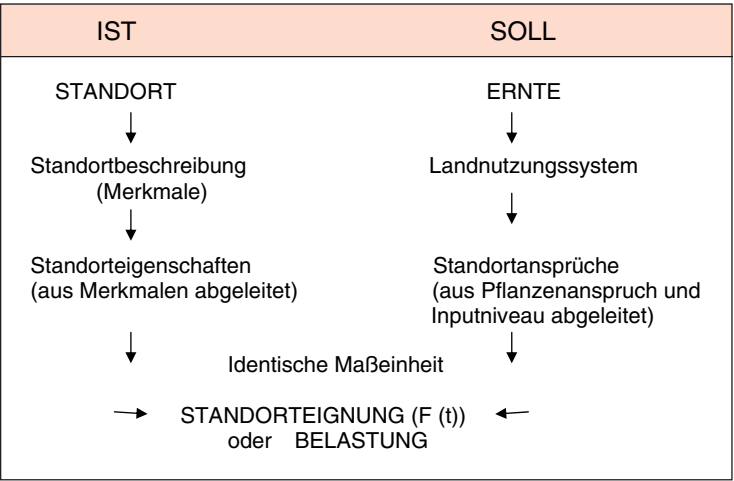 IST SOLL
STANDORT ERNTE
Standortbeschreibung Landnutzungssystem
(Merkmale)
Standorteigenschaften Standortansprüche
(aus Merkmalen abgeleitet) (aus Pflanzenanspruch und
Inputniveau abgeleitet)
Identische Maßeinheit
STANDORTEIGNUNG (F (t))
oder BELASTUNG